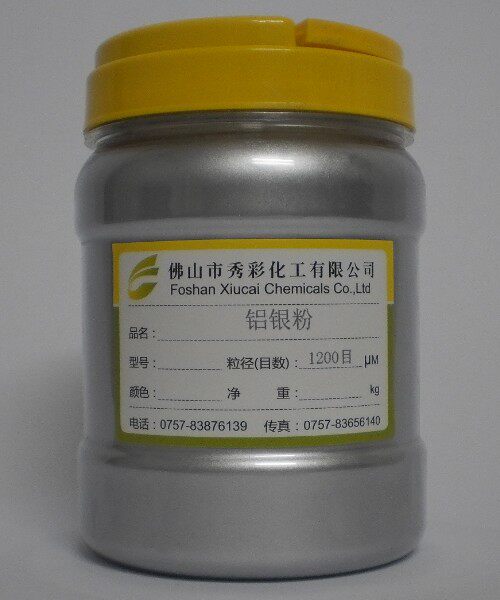 佛山市秀彩化工有限公司
Foshan Xiucai Chemicals Co.,Ltd
品名: 铝银粉
型号: 粒径(目数): 1200目 μM
颜色: 净 重: kg
电话:0757-83876139 传真:0757-83656140